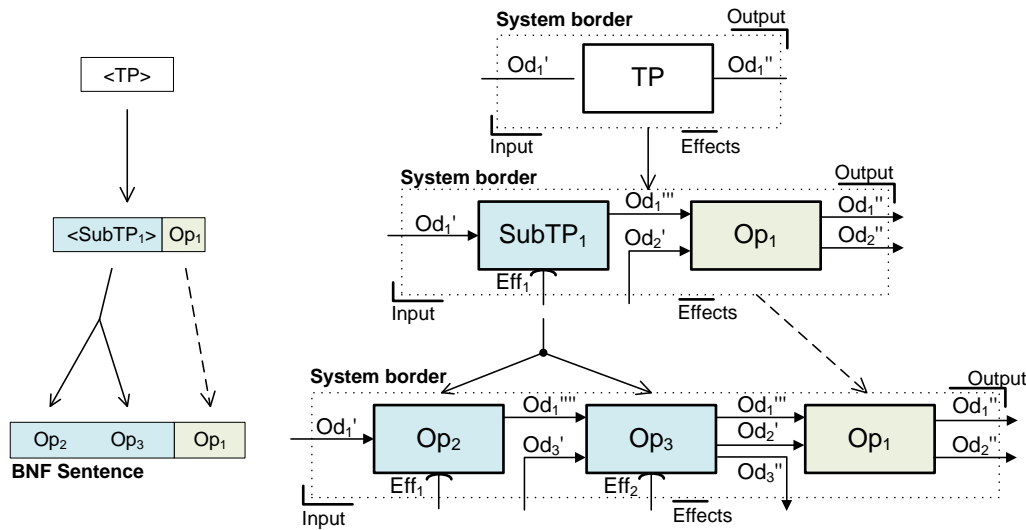 <TP>
<SubTP₁> Op₁
Op₂ Op₃ Op₁
BNF Sentence
System border
Output
Od₁' TP Od₁''
Input
Effects
System border
Output
Od₁' SubTP₁ Od₁''' Op₁ Od₁''
Od₂' Od₂''
Eff₁
Input
Effects
System border
Output
Od₁' Op₂ Od₁'''' Op₃ Od₁''' Op₁ Od₁''
Od₃' Od₂' Od₂''
Od₃''
Eff₁ Eff₂
Input
Effects